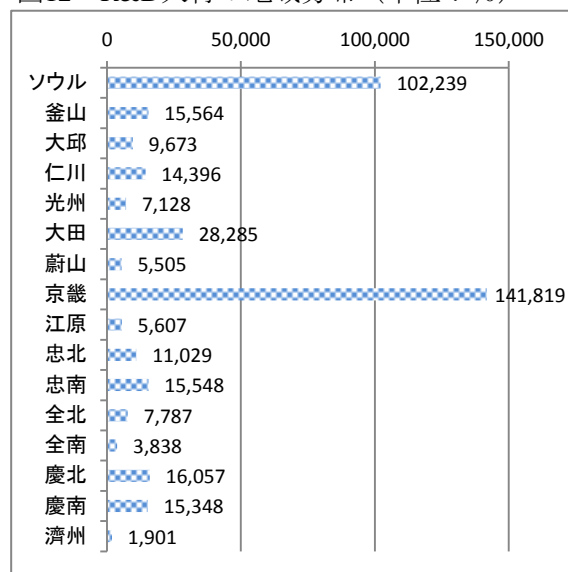 0 50,000 100,000 150,000
ソウル 102,239
釜山 15,564
大邱 9,673
仁川 14,396
光州 7,128
大田 28,285
蔚山 5,505
京畿 141,819
江原 5,607
忠北 11,029
忠南 15,548
全北 7,787
全南 3,838
慶北 16,057
慶南 15,348
濟州 1,901